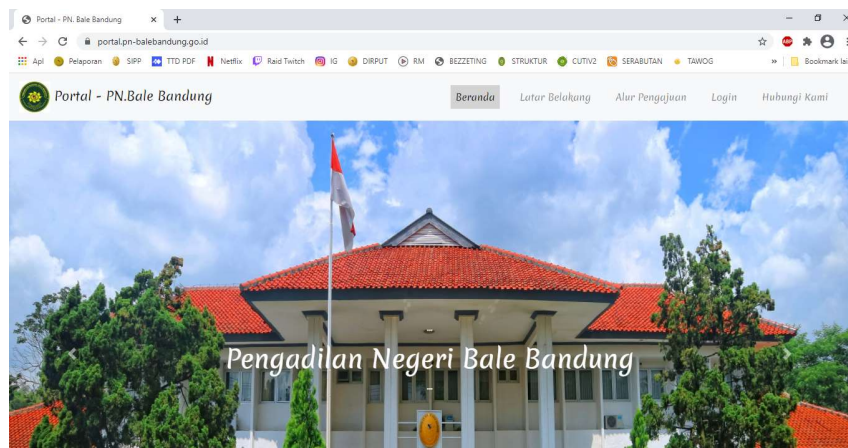 Portal - PN. Bale Bandung
portal.pn-balebandung.go.id
Apl Pelaporan SIPP TTD PDF Netflix Raid Twitch IG DIRPUT RM BEZZETING STRUKTUR CUTIV2 SERABUTAN TAWOG » Bookmark lai
Portal - PN.Bale Bandung Beranda Latar Belakang Alur Pengajuan Login Hubungi Kami
Pengadilan Negeri Bale Bandung